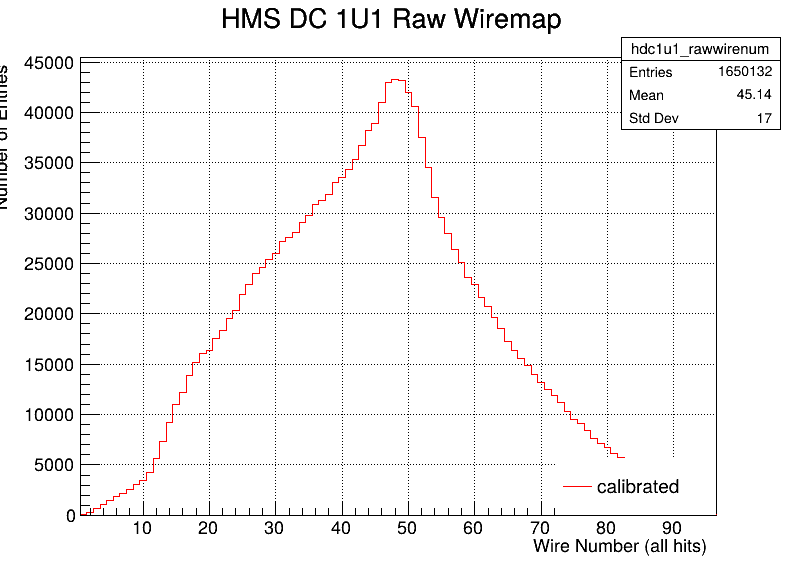 HMS DC 1U1 Raw Wiremap
hdc1u1_rawwirenum
Entries 1650132
Mean 45.14
Std Dev 17
Number of Entries
45000
40000
35000
30000
25000
20000
15000
10000
5000
0
10 20 30 40 50 60 70 80 90
Wire Number (all hits)
calibrated